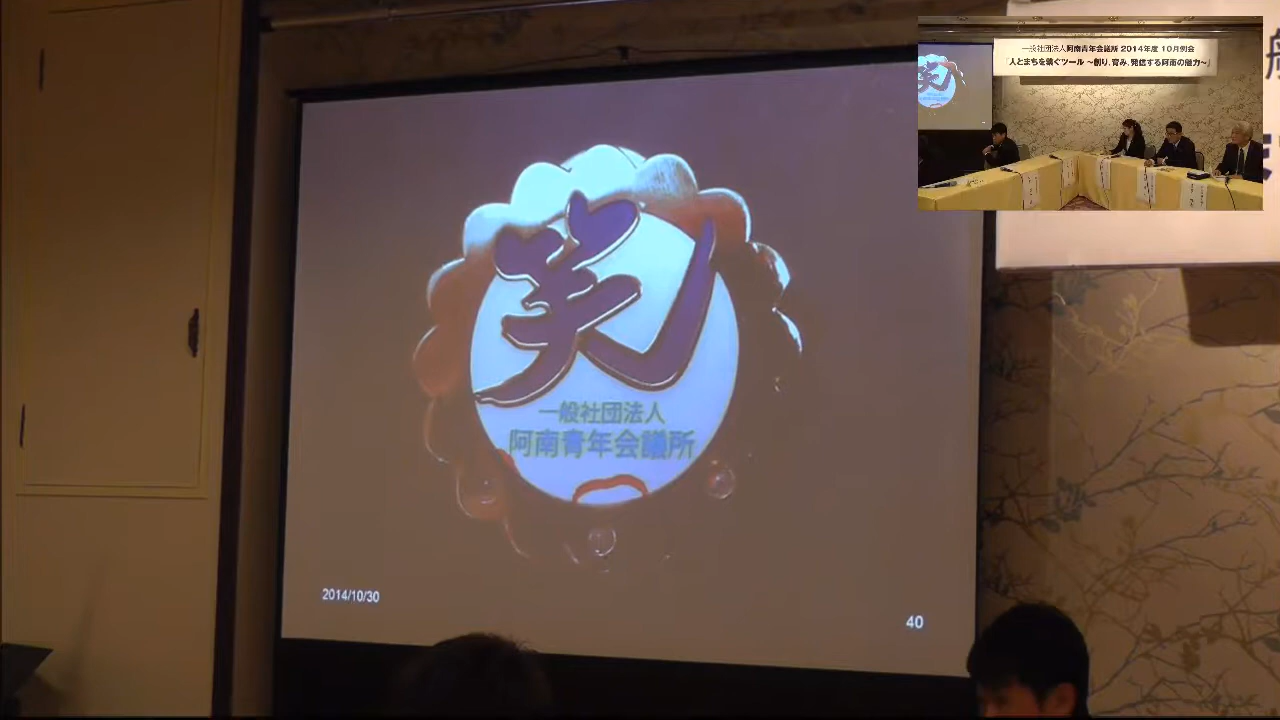 笑
一般社団法人
阿南青年会議所
2014/10/30
40
一般社団法人阿南青年会議所 2014年度 10月例会
『人とまちを繋ぐツール ～創り、育み、発信する阿南の魅力～』